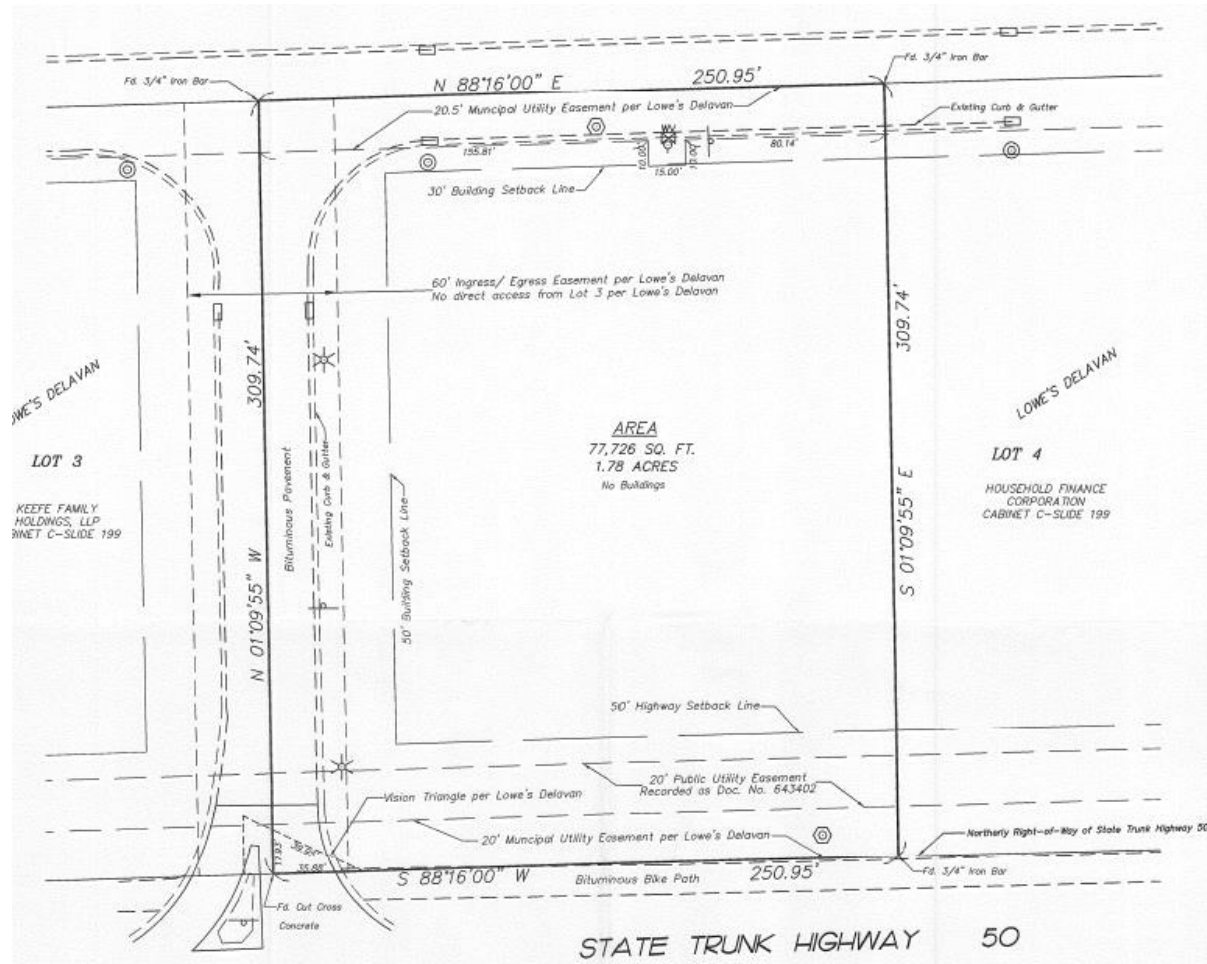 Fd. 3/4" Iron Bar
N 88°16'00" E
250.95'
Fd. 3/4" Iron Bar
20.5' Muncipal Utility Easement per Lowe's Delavan
Existing Curb & Gutter
155.81'
10.00'
15.00'
10.00'
80.14'
30' Building Setback Line
60' Ingress/ Egress Easement per Lowe's Delavan
No direct access from Lot 3 per Lowe's Delavan
309.74'
309.74'
OWE'S DELAVAN
LOWE'S DELAVAN
LOT 3
KEEFE FAMILY
HOLDINGS, LLP
BINET C-SLIDE 199
Bituminous Pavement
Existing Curb & Gutter
50' Building Setback Line
AREA
77,726 SQ. FT.
1.78 ACRES
No Buildings
LOT 4
HOUSEHOLD FINANCE
CORPORATION
CABINET C-SLIDE 199
N 01°09'55" W
S 01°09'55" E
50' Highway Setback Line
20' Public Utility Easement
Recorded as Doc. No. 643402
Vision Triangle per Lowe's Delavan
20' Muncipal Utility Easement per Lowe's Delavan
Northerly Right-of-Way of State Trunk Highway 50
17.93'
35.88'
S 88°16'00" W
Bituminous Bike Path
250.95'
Fd. 3/4" Iron Bar
Fd. Cut Cross
Concrete
STATE TRUNK HIGHWAY 50